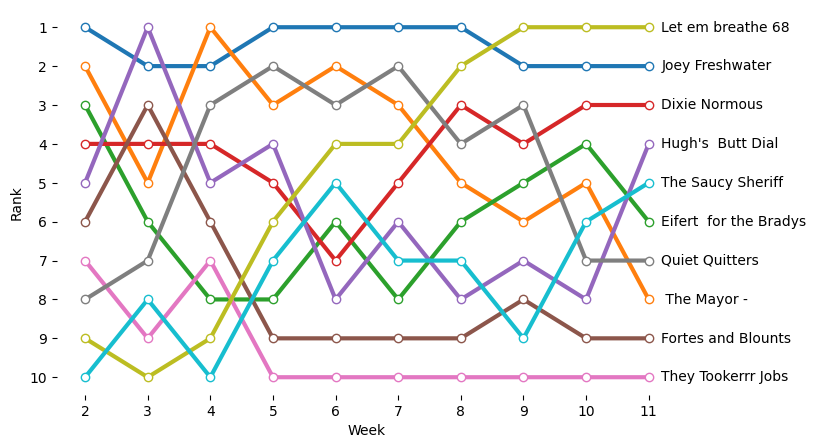 1
Let em breathe 68
2
Joey Freshwater
3
Dixie Normous
4
Hugh's  Butt Dial
5
The Saucy Sheriff
6
Eifert  for the Bradys
7
Quiet Quitters
8
The Mayor -
9
Fortes and Blounts
10
They Tookerrr Jobs
Rank
2 3 4 5 6 7 8 9 10 11
Week